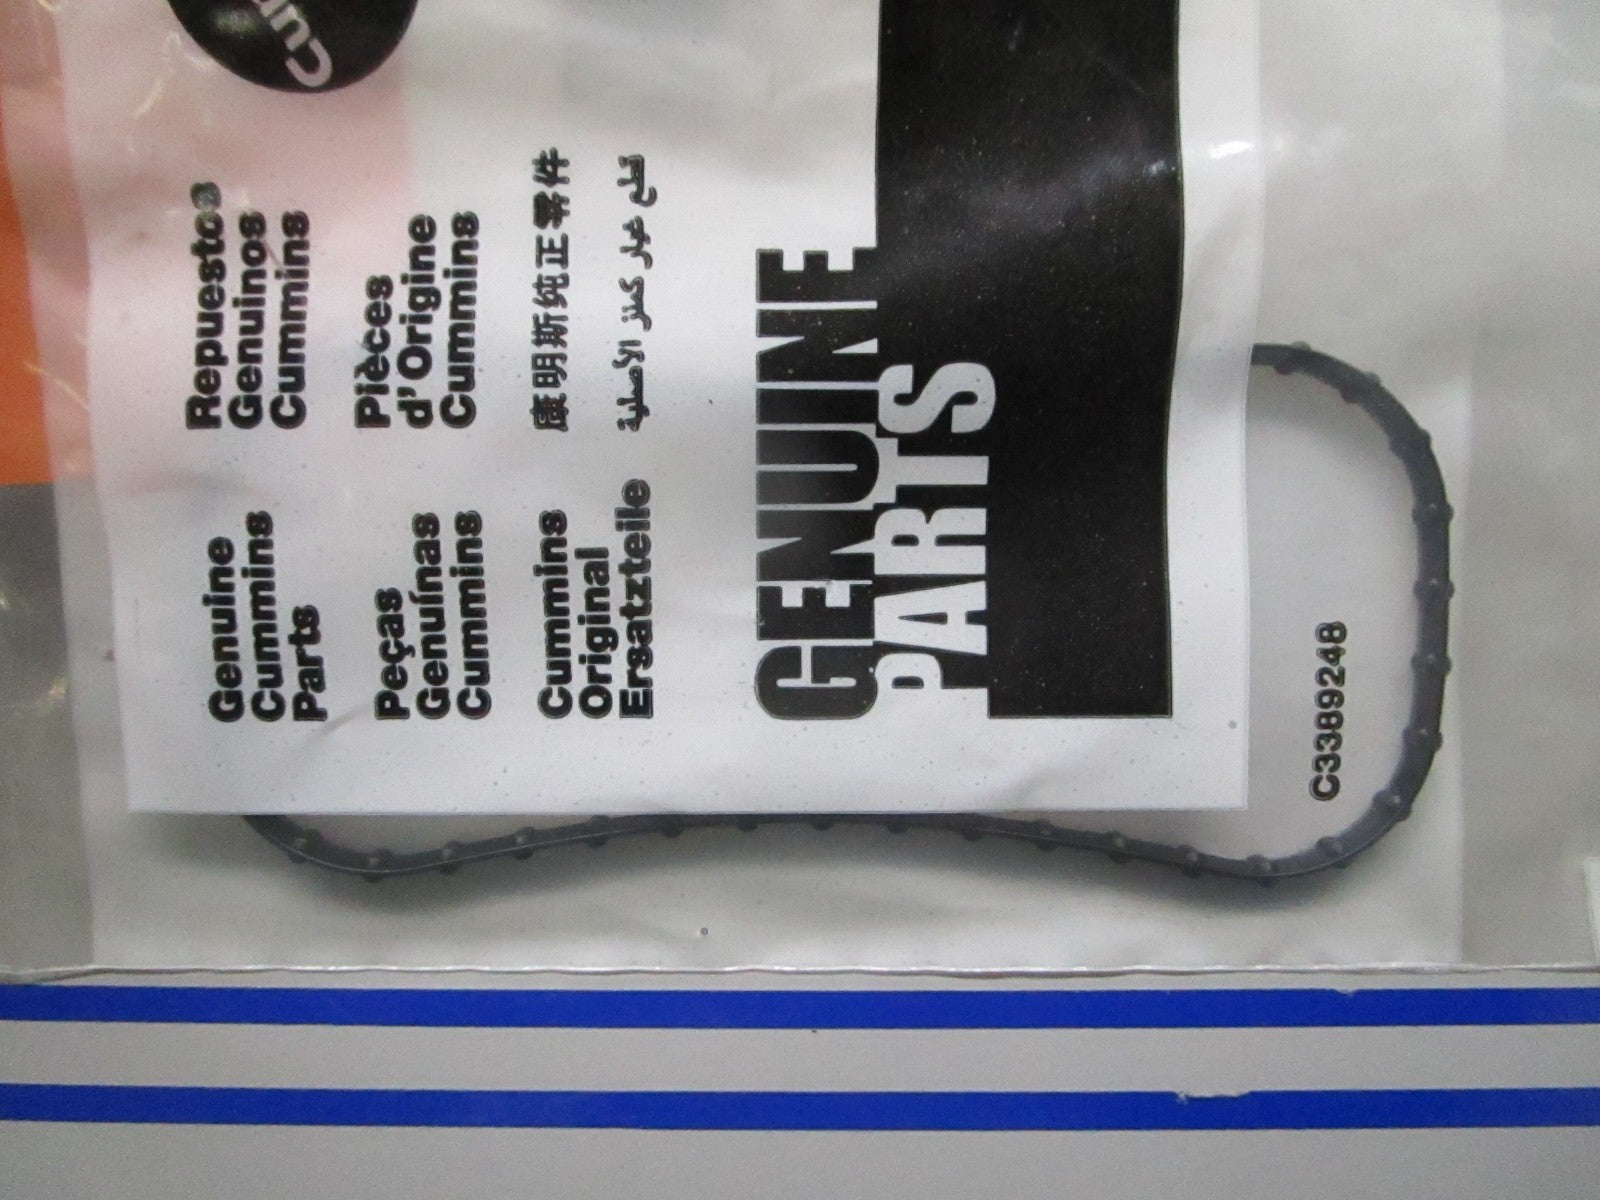 Cum
Genuine
Cummins
Parts
Repuestos
Genuinos
Cummins
Peças
Genuínas
Cummins
Pièces
d'Origine
Cummins
Cummins
Original
Ersatzteile
康明斯纯正零件
قطع غيار كمنز الأصلية
GENUINE
PARTS
C3389248